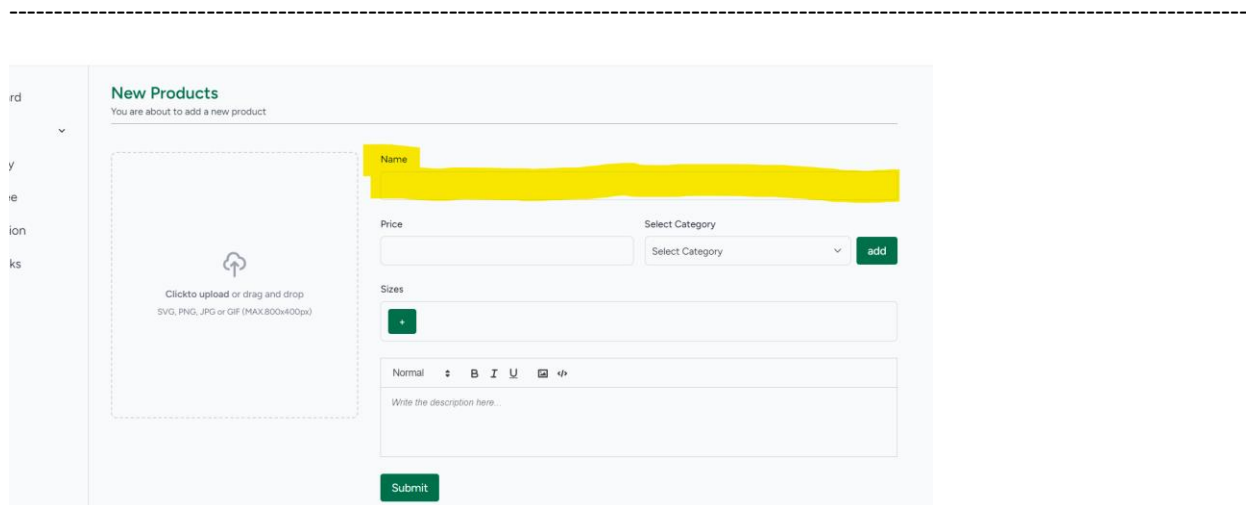 rd
New Products
You are about to add a new product
y
Name
ee
Price
Select Category
ion
Select Category
add
ks
Clickto upload or drag and drop
SVG, PNG, JPG or GIF (MAX.800x400px)
Sizes
+
Normal B I U </>
Write the description here...
Submit